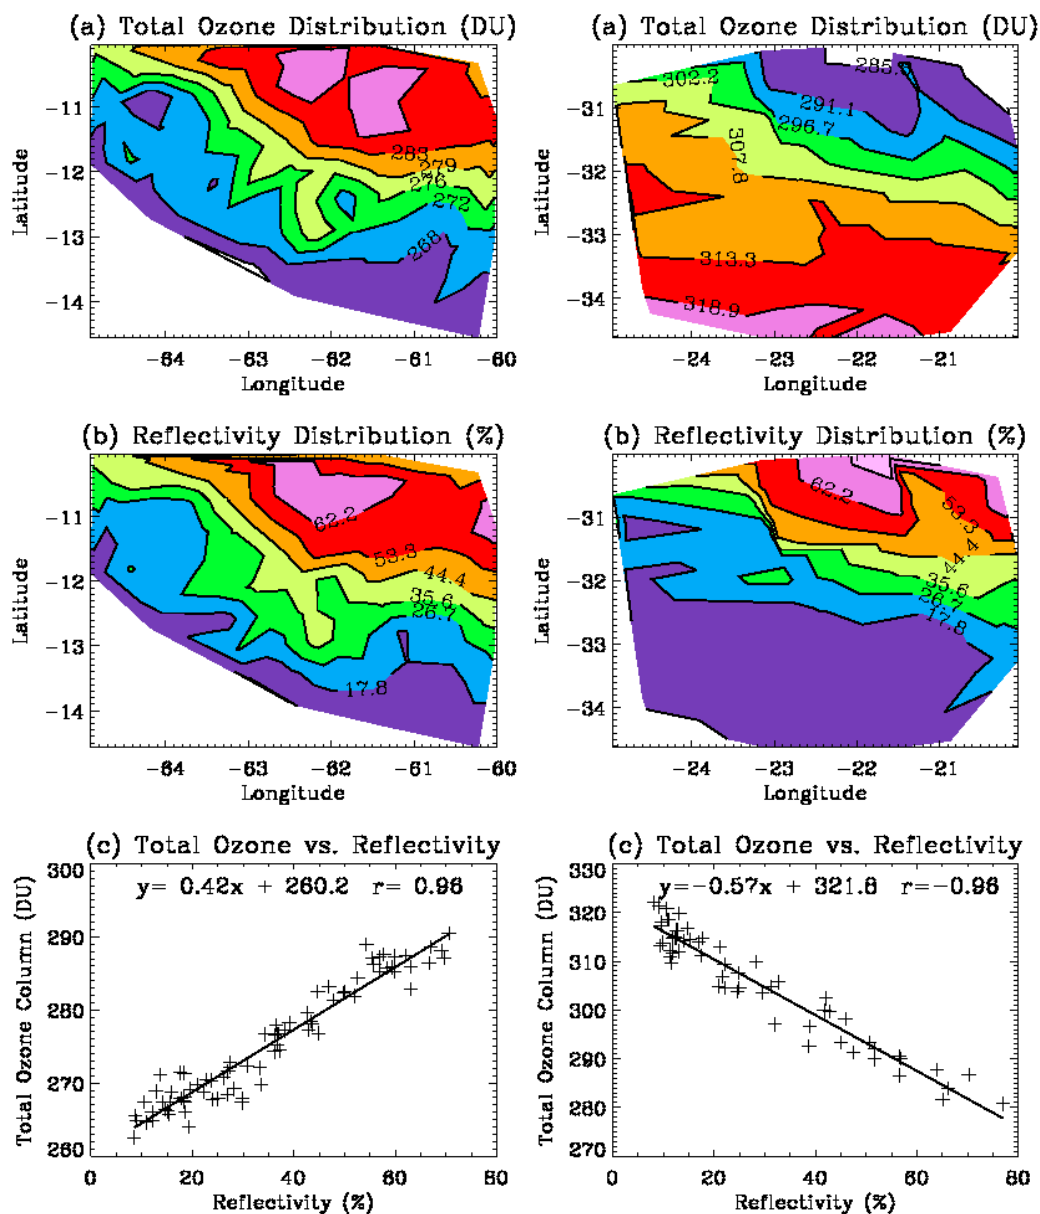 (a) Total Ozone Distribution (DU)
(a) Total Ozone Distribution (DU)
Latitude
-11
-12
-13
-14
283
279
276
272
268
-64 -63 -62 -61 -60
Longitude
Latitude
-31
-32
-33
-34
302.2
291.1
296.7
307.8
313.3
318.9
-24 -23 -22 -21
Longitude
(b) Reflectivity Distribution (%)
(b) Reflectivity Distribution (%)
Latitude
-11
-12
-13
-14
62.2
53.3
44.4
35.6
26.7
17.8
-64 -63 -62 -61 -60
Longitude
Latitude
-31
-32
-33
-34
62.2
53.3
44.4
35.6
26.7
17.8
-24 -23 -22 -21
Longitude
(c) Total Ozone vs. Reflectivity
(c) Total Ozone vs. Reflectivity
y= 0.42x + 260.2 r= 0.96
Total Ozone Column (DU)
300
290
280
270
260
0 20 40 60 80
Reflectivity (%)
y=-0.57x + 321.8 r=-0.96
Total Ozone Column (DU)
330
320
310
300
290
280
270
0 20 40 60 80
Reflectivity (%)